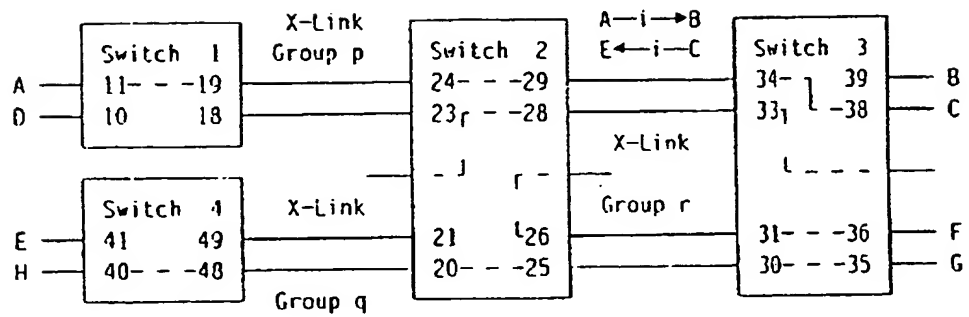 X-Link
Group p
A—i→B
E←i—C
Switch 1
Switch 2
Switch 3
A
11- - -19
24- - -29
34-
39
B
D
10
18
23
- -28
33
-38
C
X-Link
Group r
Switch 4
X-Link
E
41
49
21
26
31- - -36
F
H
40- - -48
20- - -25
30- - -35
G
Group q